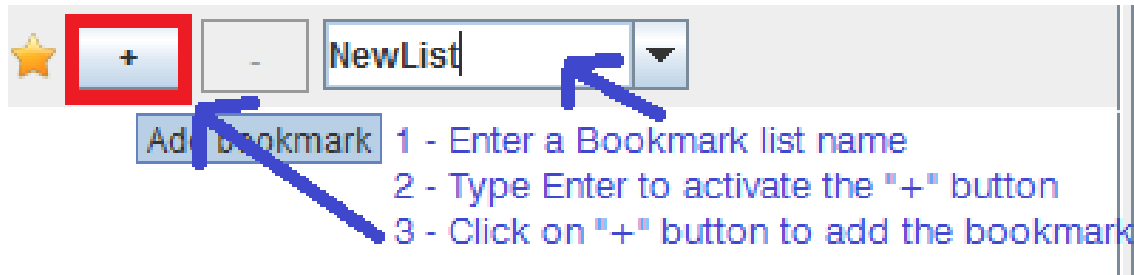 + - NewList
Add bookmark 1 - Enter a Bookmark list name
2 - Type Enter to activate the "+" button
3 - Click on "+" button to add the bookmark